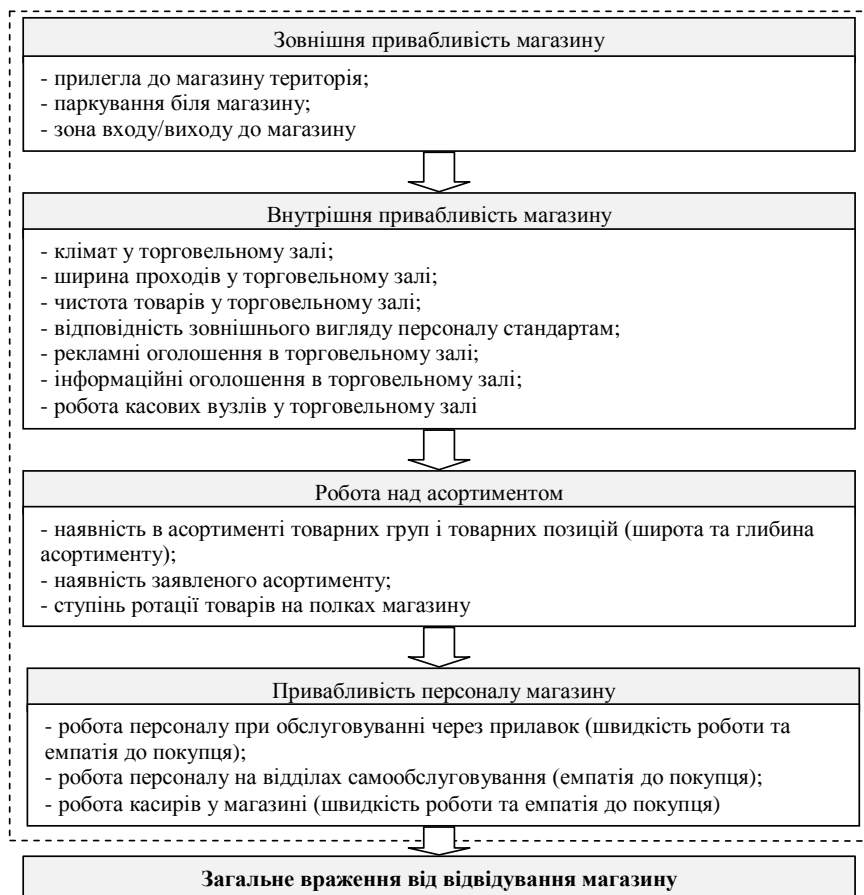 Зовнішня привабливість магазину
- прилегла до магазину територія;
- паркування біля магазину;
- зона входу/виходу до магазину
Внутрішня привабливість магазину
- клімат у торговельному залі;
- ширина проходів у торговельному залі;
- чистота товарів у торговельному залі;
- відповідність зовнішнього вигляду персоналу стандартам;
- рекламні оголошення в торговельному залі;
- інформаційні оголошення в торговельному залі;
- робота касових вузлів у торговельному залі
Робота над асортиментом
- наявність в асортименті товарних груп і товарних позицій (широта та глибина
асортименту);
- наявність заявленого асортименту;
- ступінь ротації товарів на полках магазину
Привабливість персоналу магазину
- робота персоналу при обслуговуванні через прилавок (швидкість роботи та
емпатія до покупця);
- робота персоналу на відділах самообслуговування (емпатія до покупця);
- робота касирів у магазині (швидкість роботи та емпатія до покупця)
Загальне враження від відвідування магазину